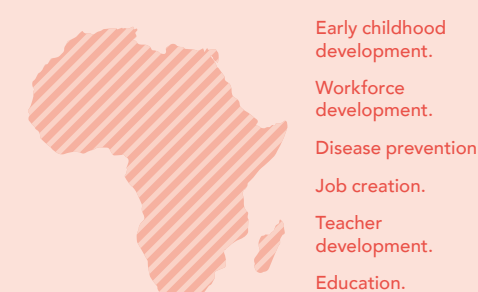 Early childhood
development.
Workforce
development.
Disease prevention
Job creation.
Teacher
development.
Education.